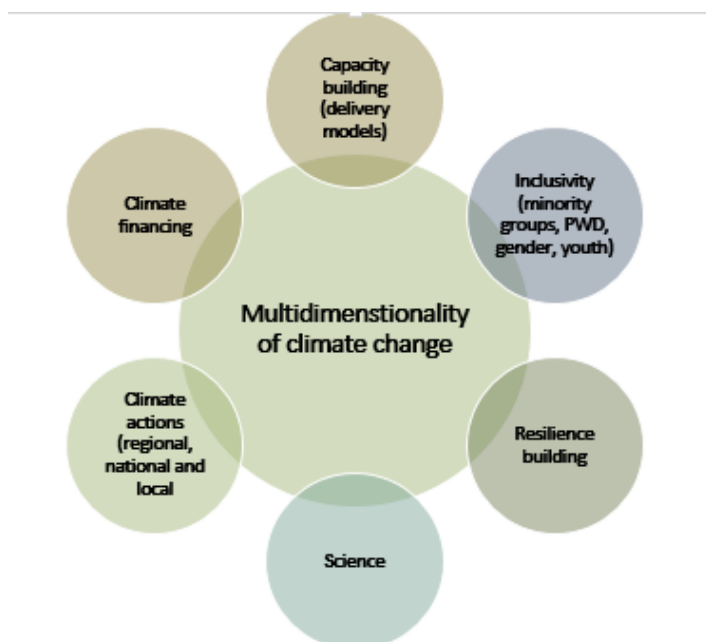 Capacity
building
(delivery
models)
Inclusivity
(minority
groups, PWD,
gender, youth)
Resilience
building
Science
Climate
actions
(regional,
national and
local
Climate
financing
Multidimenstionality
of climate change